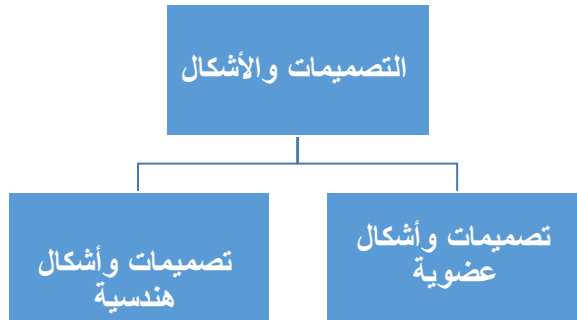 التصميمات والأشكال
تصميمات وأشكال
عضوية
تصميمات وأشكال
هندسية